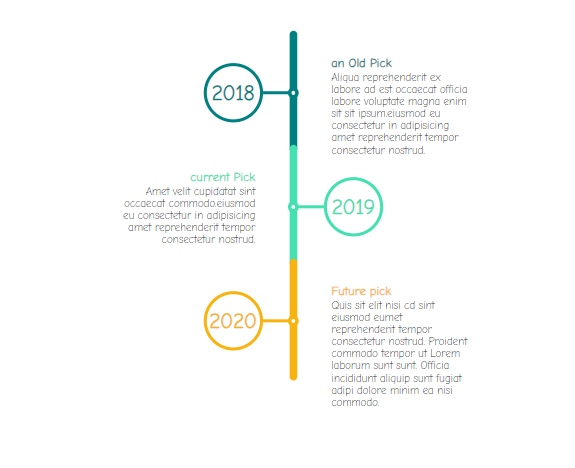 2018
an Old Pick
Aliqua reprehenderit ex
labore ad est occaecat officia
labore voluptate magna enim
sit sit ipsum.eiusmod eu
consectetur in adipisicing
amet reprehenderit tempor
consectetur nostrud.
current Pick
Amet velit cupidatat sint
occaecat commodo.eiusmod
eu consectetur in adipisicing
amet reprehenderit tempor
consectetur nostrud.
2019
2020
Future pick
Quis sit elit nisi cd sint
eiusmod eumet
reprehenderit tempor
consectetur nostrud. Proident
commodo tempor ut Lorem
laborum sunt sunt. Officia
incididunt aliquip sunt fugiat
adipi dolore minim ea nisi
commodo.